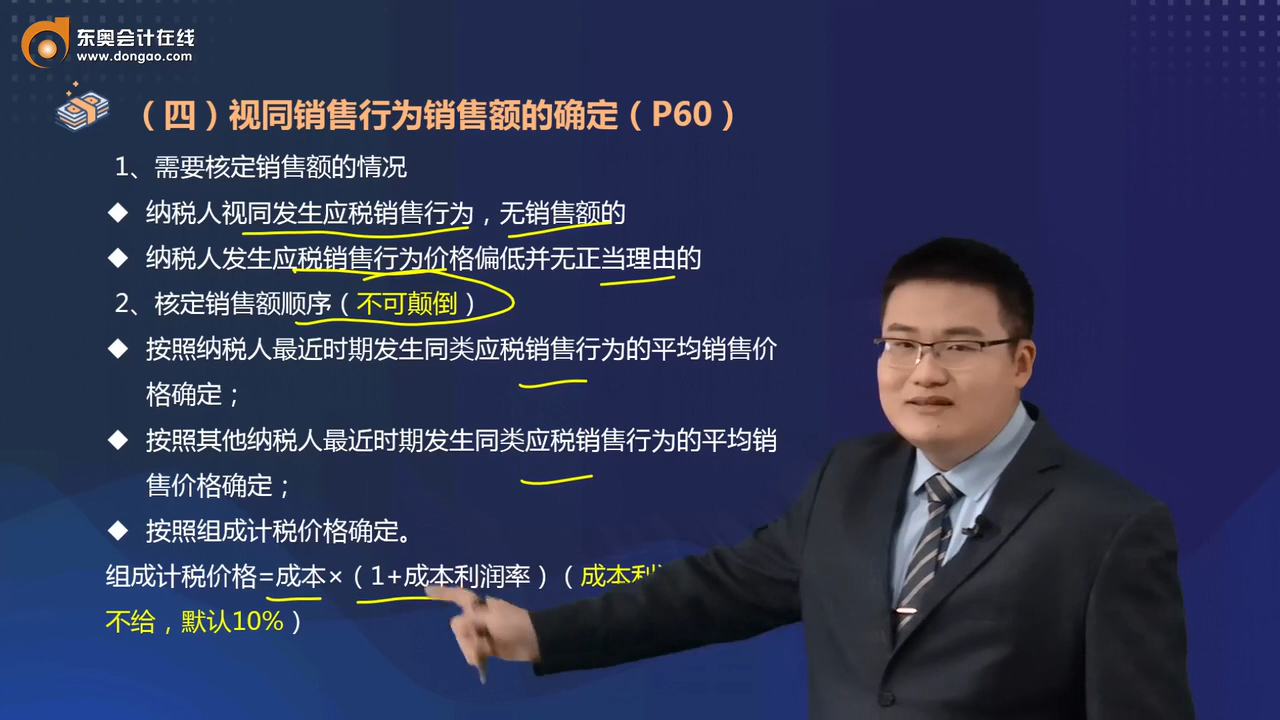 东奥会计在线
www.dongao.com
（四）视同销售行为销售额的确定（P60）
1、需要核定销售额的情况
◆ 纳税人视同发生应税销售行为，无销售额的
◆ 纳税人发生应税销售行为价格偏低并无正当理由的
2、核定销售额顺序（不可颠倒）
◆ 按照纳税人最近时期发生同类应税销售行为的平均销售价
格确定；
◆ 按照其他纳税人最近时期发生同类应税销售行为的平均销
售价格确定；
◆ 按照组成计税价格确定。
组成计税价格=成本×（1+成本利润率）（成本利
不给，默认10%）